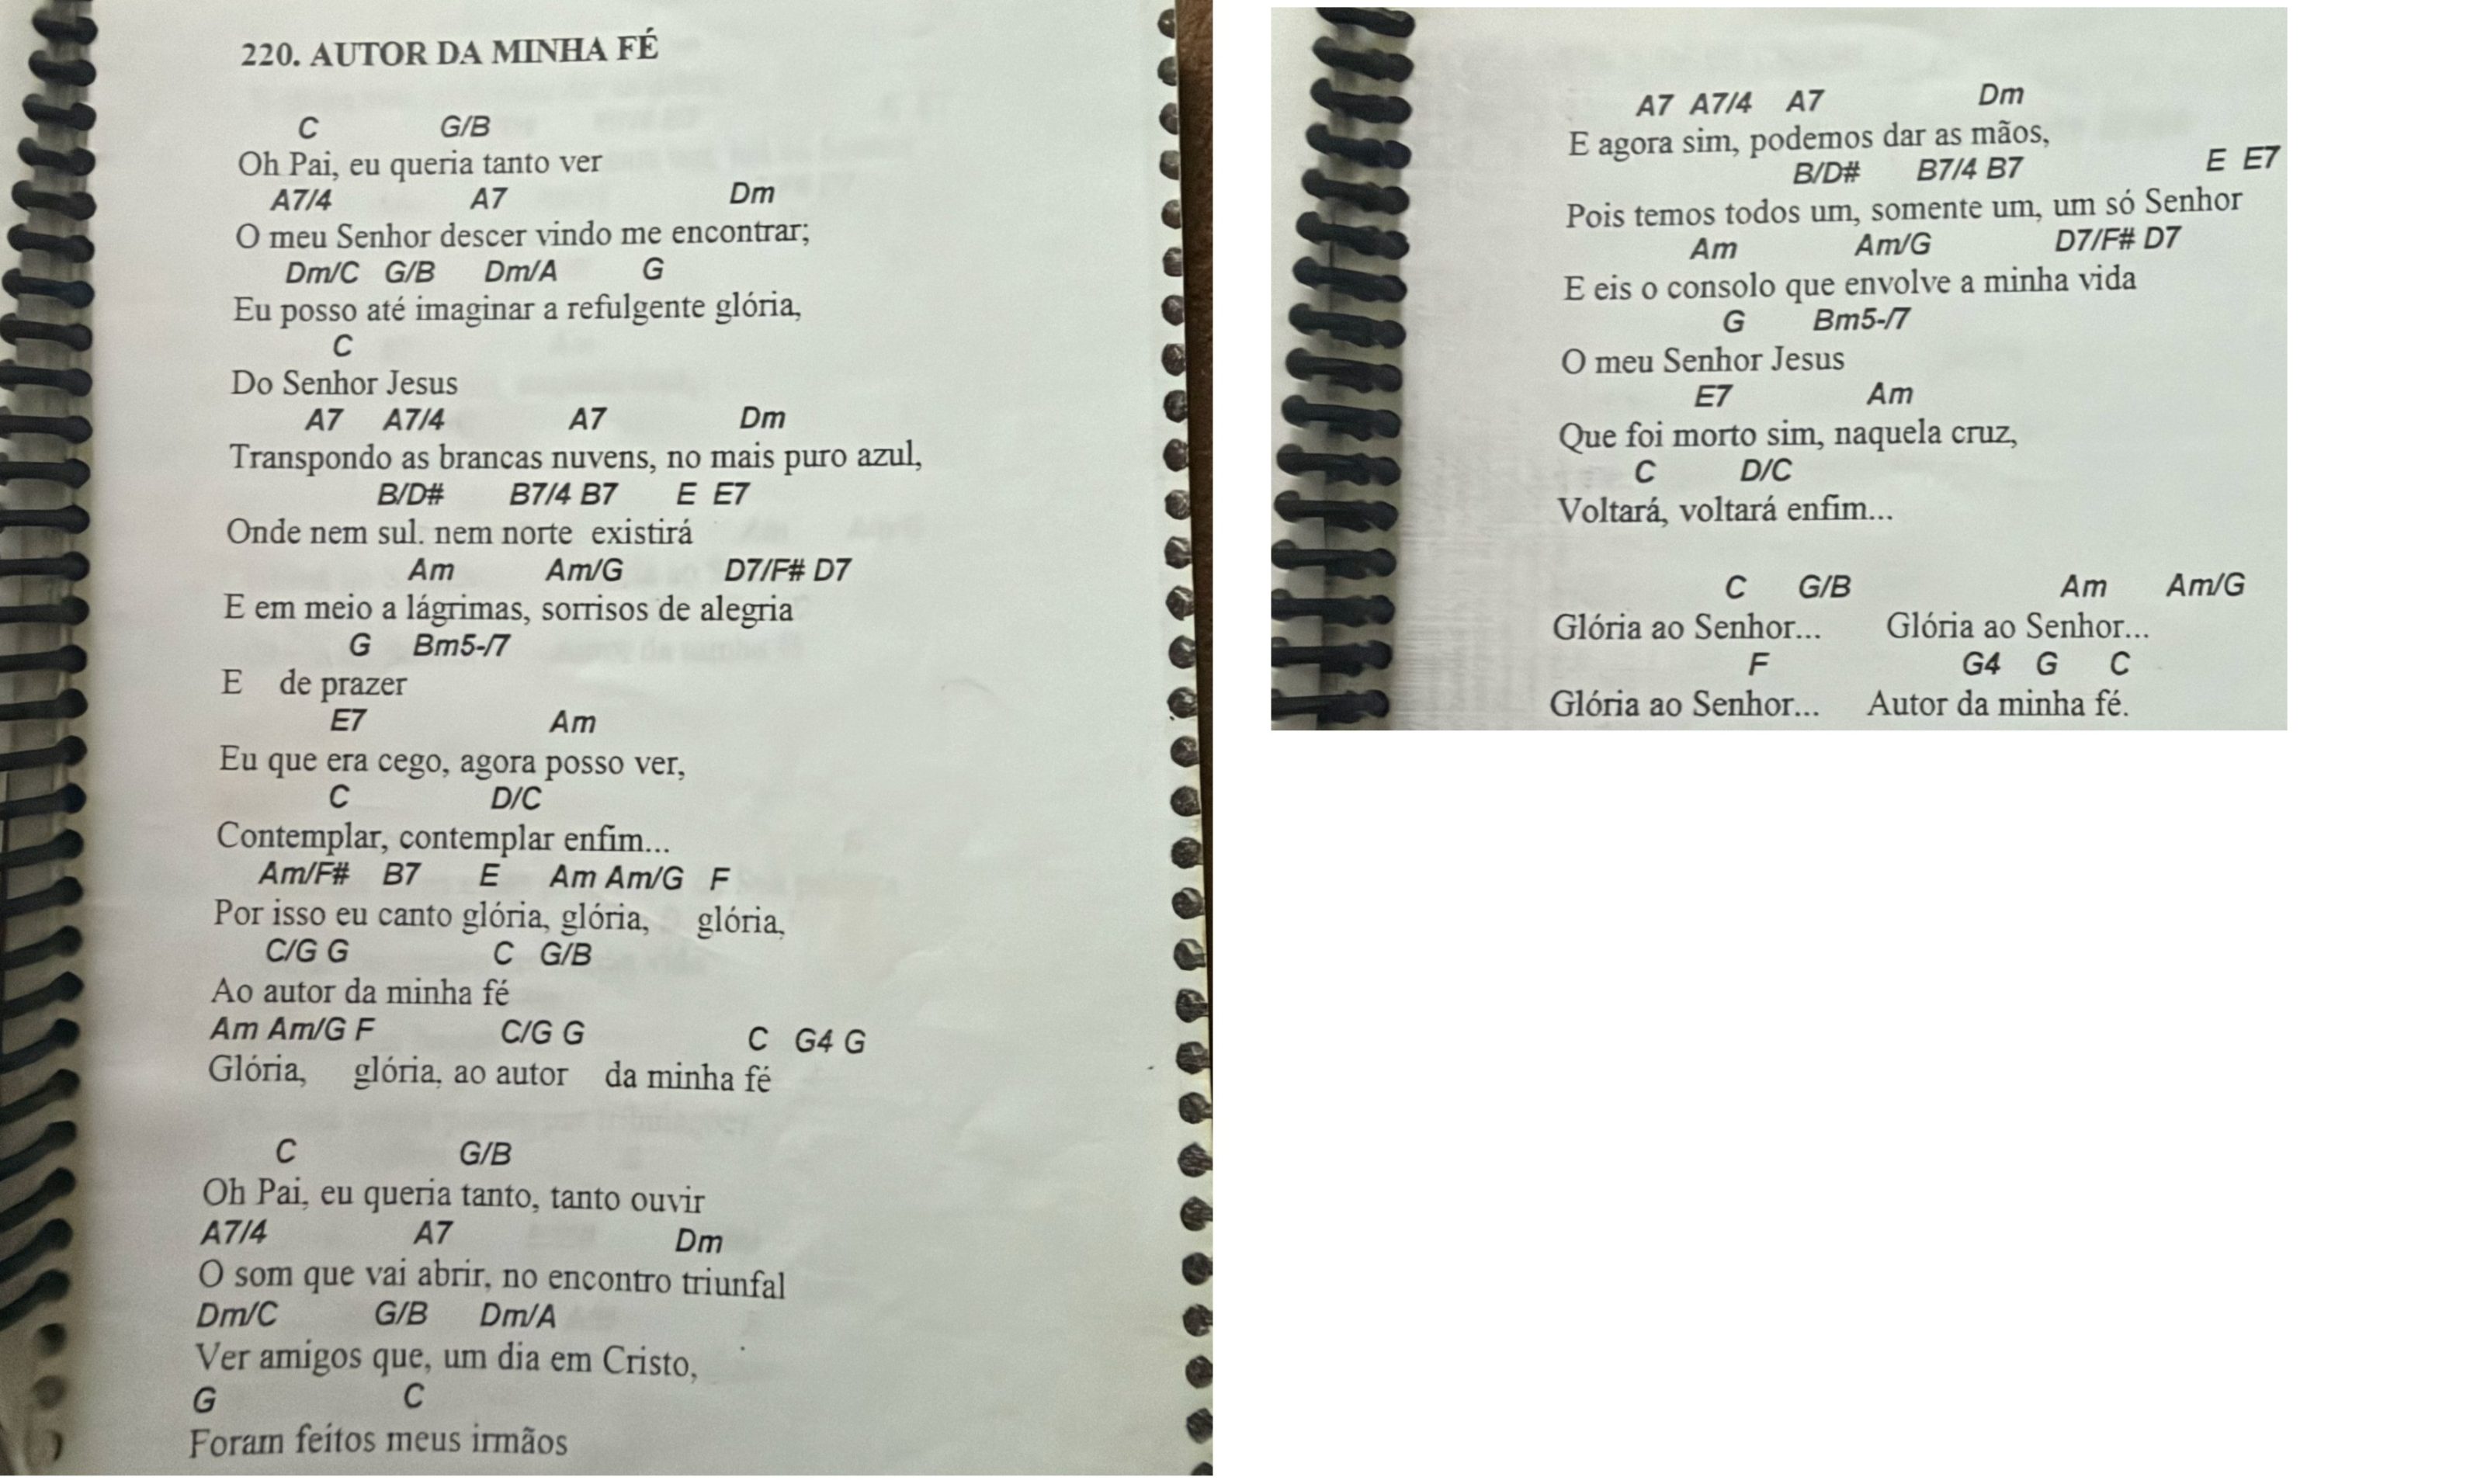 220. AUTOR DA MINHA FÉ
C G/B
Oh Pai, eu queria tanto ver
A7/4 A7 Dm
O meu Senhor descer vindo me encontrar;
Dm/C G/B Dm/A G
Eu posso até imaginar a refulgente glória,
C
Do Senhor Jesus
A7 A7/4 A7 Dm
Transpondo as brancas nuvens, no mais puro azul,
B/D# B7/4 B7 E E7
Onde nem sul. nem norte existirá
Am Am/G D7/F# D7
E em meio a lágrimas, sorrisos de alegria
G Bm5-/7
E de prazer
E7 Am
Eu que era cego, agora posso ver,
C D/C
Contemplar, contemplar enfim...
Am/F# B7 E Am Am/G F
Por isso eu canto glória, glória, glória,
C/G G C G/B
Ao autor da minha fé
Am Am/G F C/G G C G4 G
Glória, glória, ao autor da minha fé
C G/B
Oh Pai, eu queria tanto, tanto ouvir
A7/4 A7 Dm
O som que vai abrir, no encontro triunfal
Dm/C G/B Dm/A
Ver amigos que, um dia em Cristo,
G C
Foram feitos meus irmãos
A7 A7/4 A7 Dm
E agora sim, podemos dar as mãos,
B/D# B7/4 B7 E E7
Pois temos todos um, somente um, um só Senhor
Am Am/G D7/F# D7
E eis o consolo que envolve a minha vida
G Bm5-/7
O meu Senhor Jesus
E7 Am
Que foi morto sim, naquela cruz,
C D/C
Voltará, voltará enfim...
C G/B Am Am/G
Glória ao Senhor... Glória ao Senhor...
F G4 G C
Glória ao Senhor... Autor da minha fé.